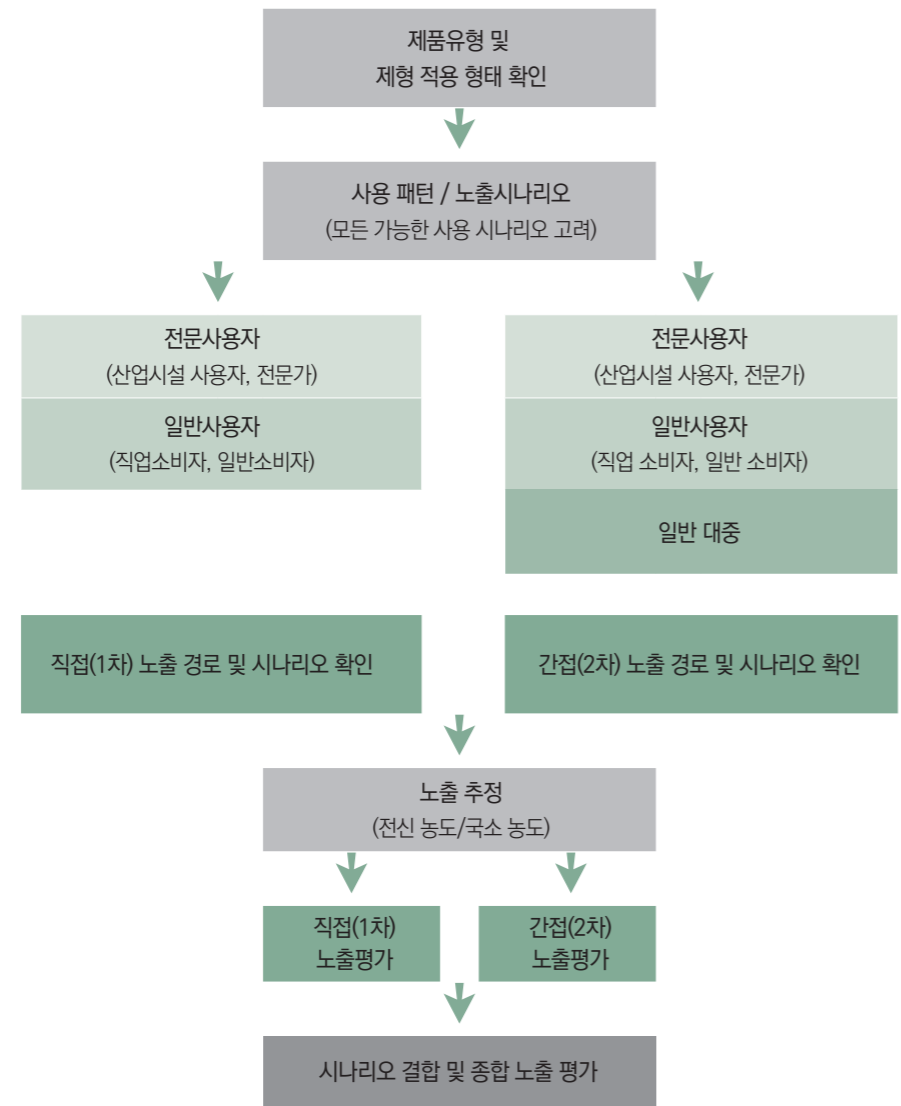 제품유형 및
제형 적용 형태 확인
사용 패턴 / 노출시나리오
(모든 가능한 사용 시나리오 고려)
전문사용자
(산업시설 사용자, 전문가)
일반사용자
(직업소비자, 일반소비자)
전문사용자
(산업시설 사용자, 전문가)
일반사용자
(직업 소비자, 일반 소비자)
일반 대중
직접(1차) 노출 경로 및 시나리오 확인
간접(2차) 노출 경로 및 시나리오 확인
노출 추정
(전신 농도/국소 농도)
직접(1차)
노출평가
간접(2차)
노출평가
시나리오 결합 및 종합 노출 평가